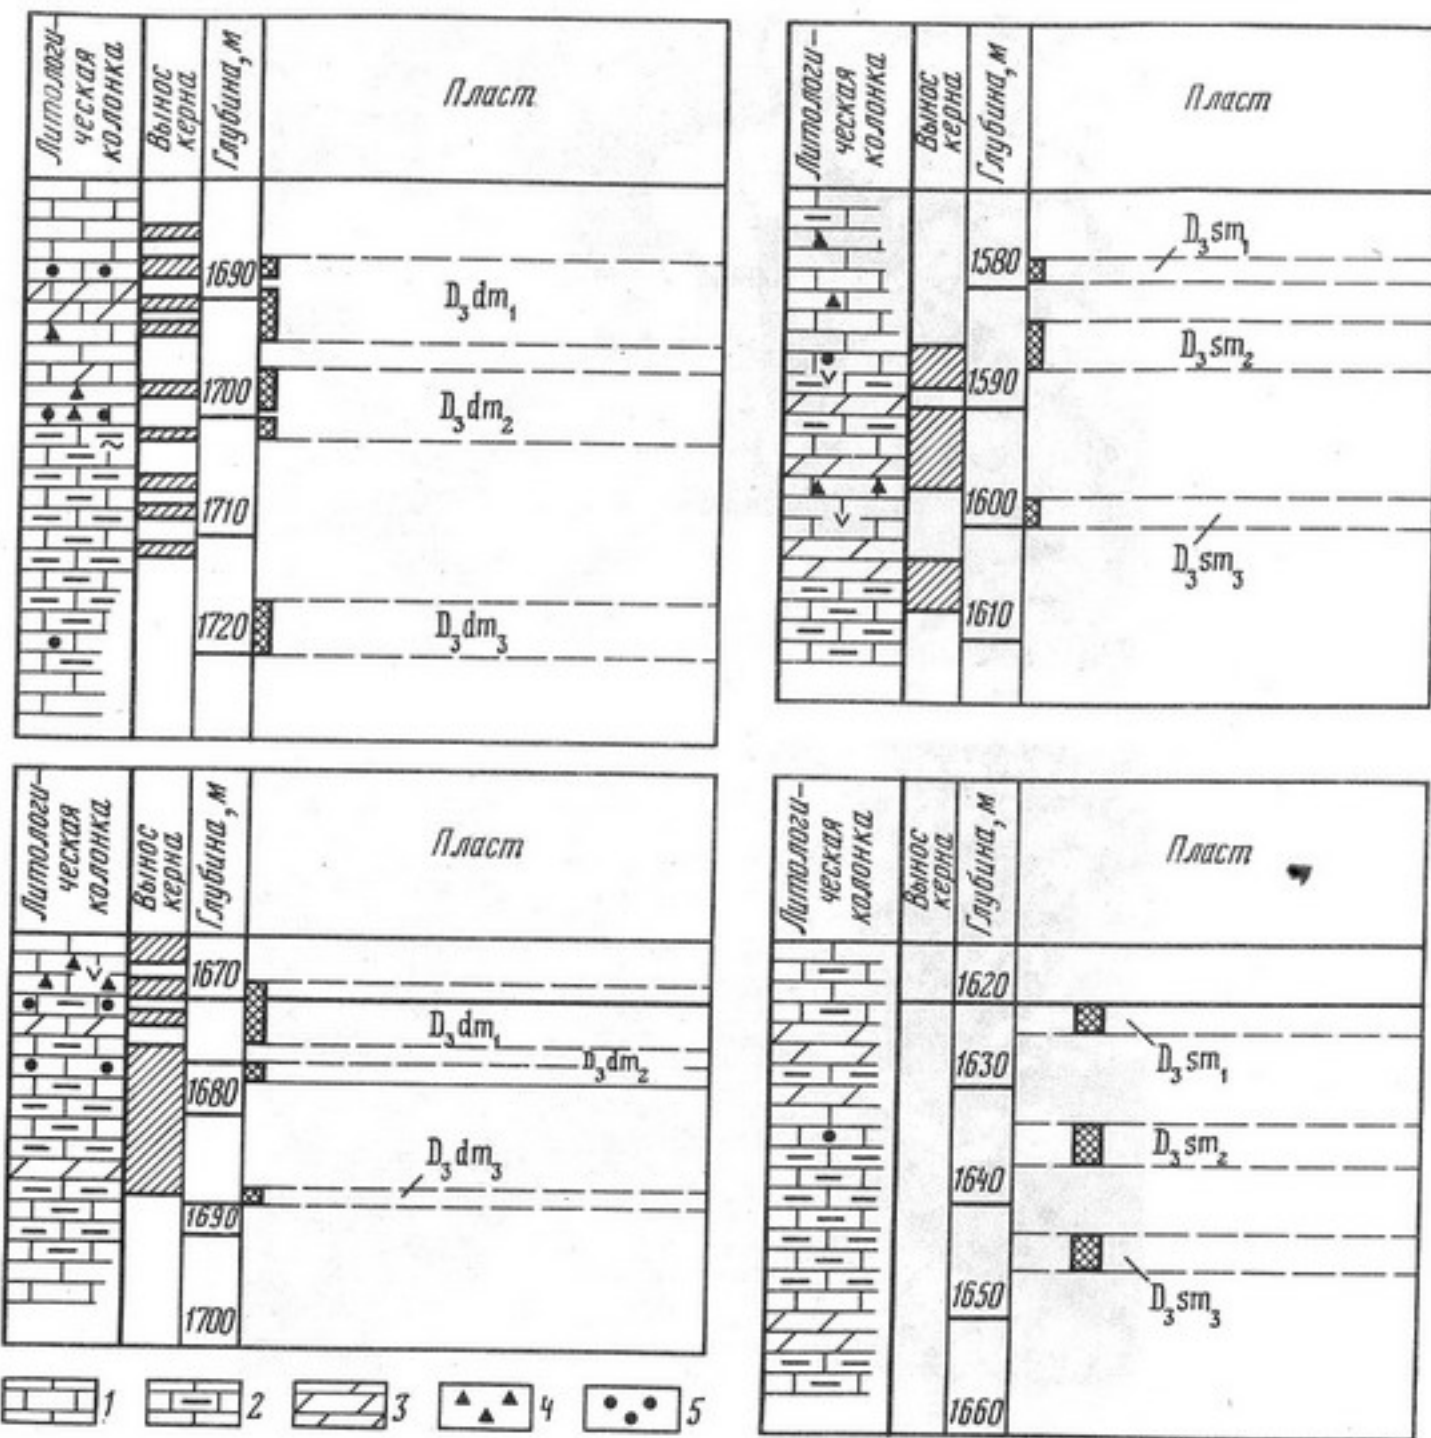 Литологи-
ческая
колонка
Вынос
керна
Глубина, м
Пласт
1690
1700
1710
1720
D₃dm₁
D₃dm₂
D₃dm₃
Литологи-
ческая
колонка
Вынос
керна
Глубина, м
Пласт
1580
1590
1600
1610
D₃sm₁
D₃sm₂
D₃sm₃
Литологи-
ческая
колонка
Вынос
керна
Глубина, м
Пласт
1670
1680
1690
1700
D₃dm₁
D₃dm₂
D₃dm₃
Литологи-
ческая
колонка
Вынос
керна
Глубина, м
Пласт
1620
1630
1640
1650
1660
D₃sm₁
D₃sm₂
D₃sm₃
1 2 3 4 5